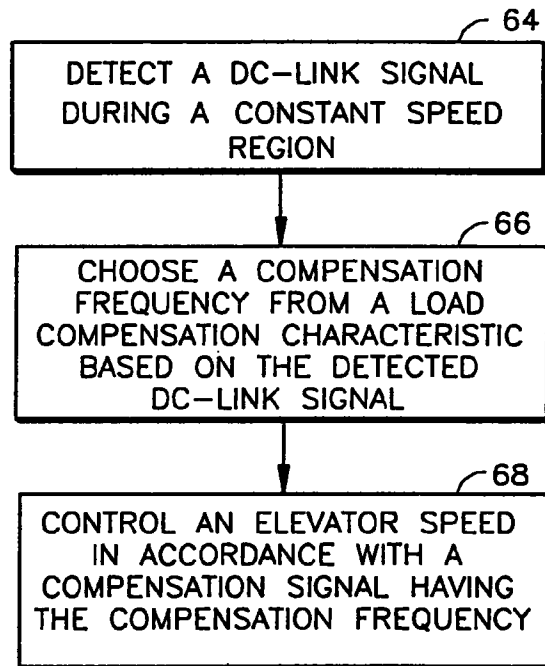 64
DETECT A DC-LINK SIGNAL
DURING A CONSTANT SPEED
REGION
66
CHOOSE A COMPENSATION
FREQUENCY FROM A LOAD
COMPENSATION CHARACTERISTIC
BASED ON THE DETECTED
DC-LINK SIGNAL
68
CONTROL AN ELEVATOR SPEED
IN ACCORDANCE WITH A
COMPENSATION SIGNAL HAVING
THE COMPENSATION FREQUENCY